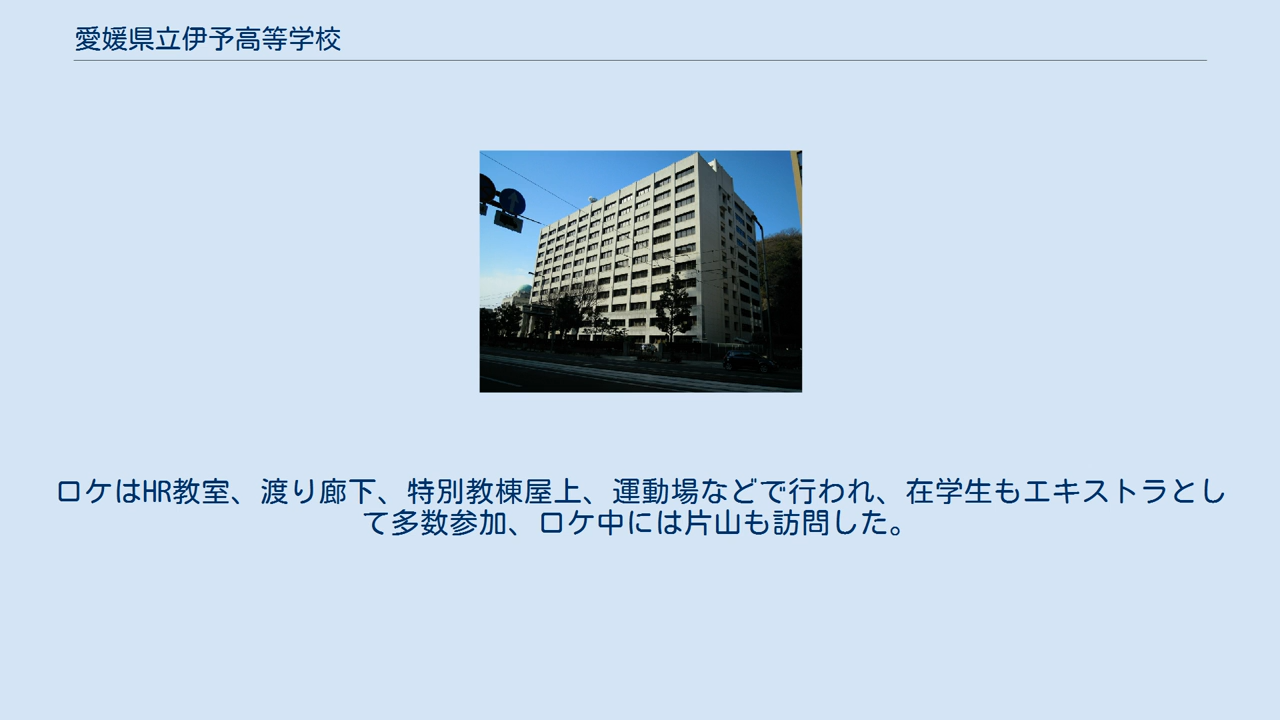 愛媛県立伊予高等学校
ロケはHR教室、渡り廊下、特別教棟屋上、運動場などで行われ、在学生もエキストラとし
て多数参加、ロケ中には片山も訪問した。